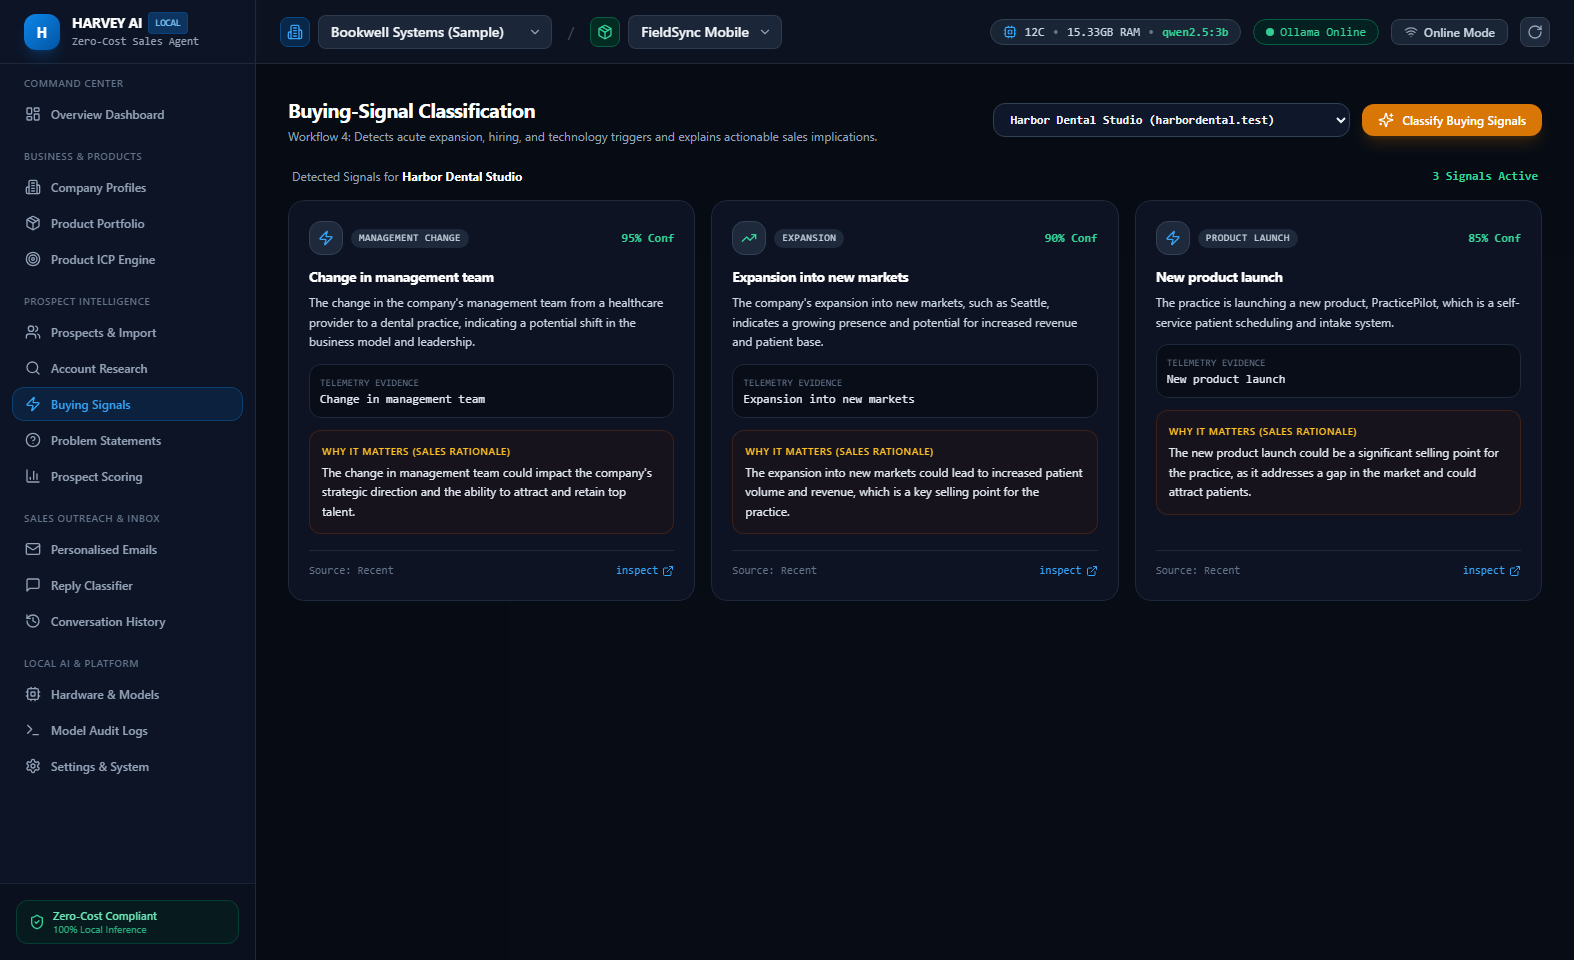 H
HARVEY AI LOCAL
Zero-Cost Sales Agent
Bookwell Systems (Sample) / FieldSync Mobile
12C • 15.33GB RAM • qwen2.5:3b
Ollama Online
Online Mode
COMMAND CENTER
Overview Dashboard
BUSINESS & PRODUCTS
Company Profiles
Product Portfolio
Product ICP Engine
PROSPECT INTELLIGENCE
Prospects & Import
Account Research
Buying Signals
Problem Statements
Prospect Scoring
SALES OUTREACH & INBOX
Personalised Emails
Reply Classifier
Conversation History
LOCAL AI & PLATFORM
Hardware & Models
Model Audit Logs
Settings & System
Zero-Cost Compliant
100% Local Inference
Buying-Signal Classification
Workflow 4: Detects acute expansion, hiring, and technology triggers and explains actionable sales implications.
Harbor Dental Studio (harbordental.test)
Classify Buying Signals
Detected Signals for Harbor Dental Studio
3 Signals Active
MANAGEMENT CHANGE
95% Conf
Change in management team
The change in the company's management team from a healthcare
provider to a dental practice, indicating a potential shift in the
business model and leadership.
TELEMETRY EVIDENCE
Change in management team
WHY IT MATTERS (SALES RATIONALE)
The change in management team could impact the company's
strategic direction and the ability to attract and retain top
talent.
Source: Recent
inspect
EXPANSION
90% Conf
Expansion into new markets
The company's expansion into new markets, such as Seattle,
indicates a growing presence and potential for increased revenue
and patient base.
TELEMETRY EVIDENCE
Expansion into new markets
WHY IT MATTERS (SALES RATIONALE)
The expansion into new markets could lead to increased patient
volume and revenue, which is a key selling point for the
practice.
Source: Recent
inspect
PRODUCT LAUNCH
85% Conf
New product launch
The practice is launching a new product, PracticePilot, which is a self-
service patient scheduling and intake system.
TELEMETRY EVIDENCE
New product launch
WHY IT MATTERS (SALES RATIONALE)
The new product launch could be a significant selling point for
the practice, as it addresses a gap in the market and could
attract patients.
Source: Recent
inspect